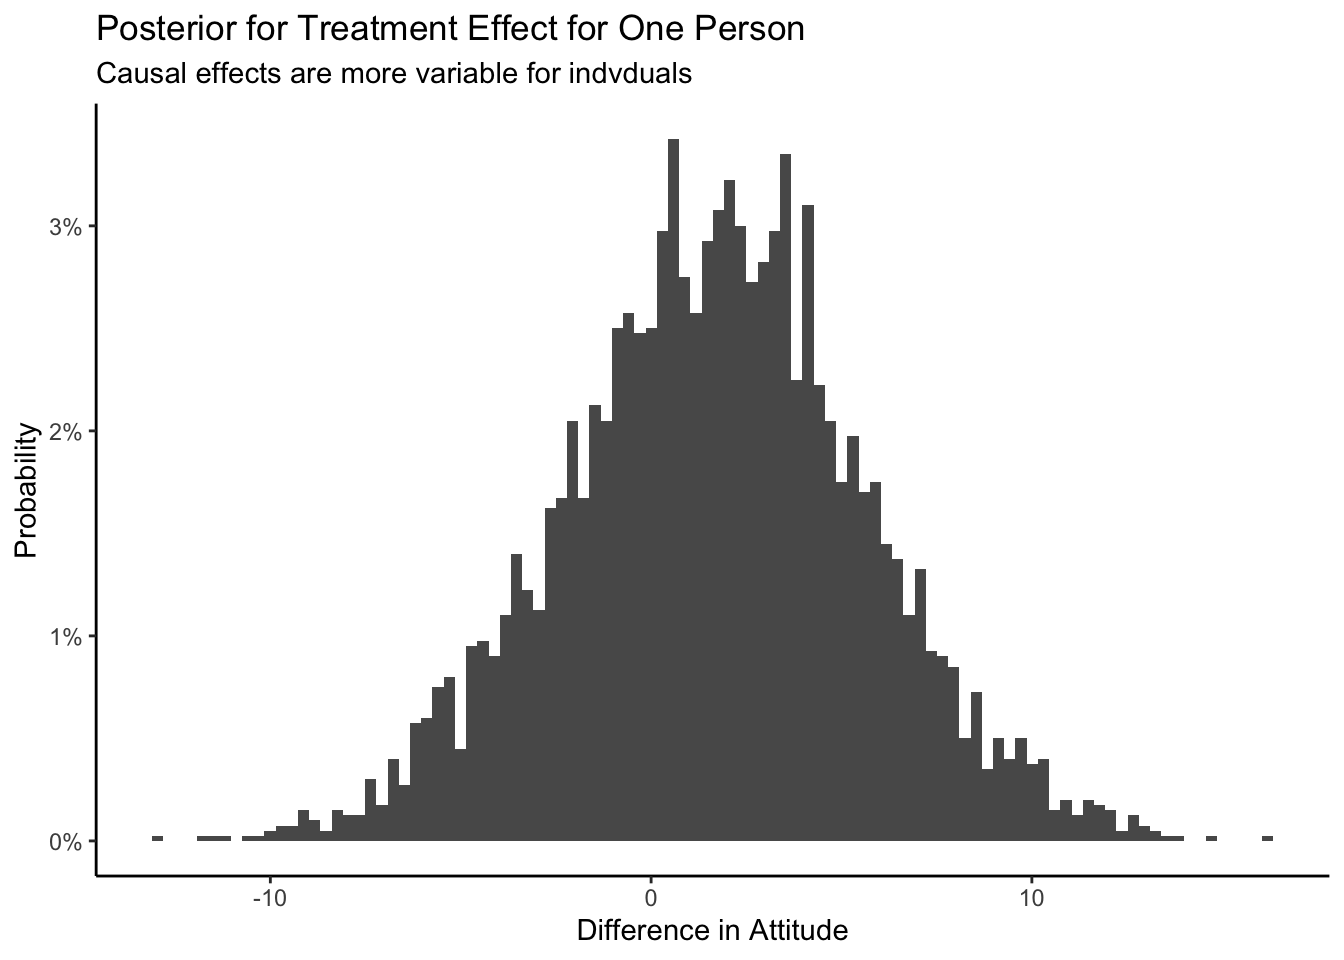 Posterior for Treatment Effect for One Person
Causal effects are more variable for indvduals
3%
2%
1%
0%
Probability
-10
0
10
Difference in Attitude